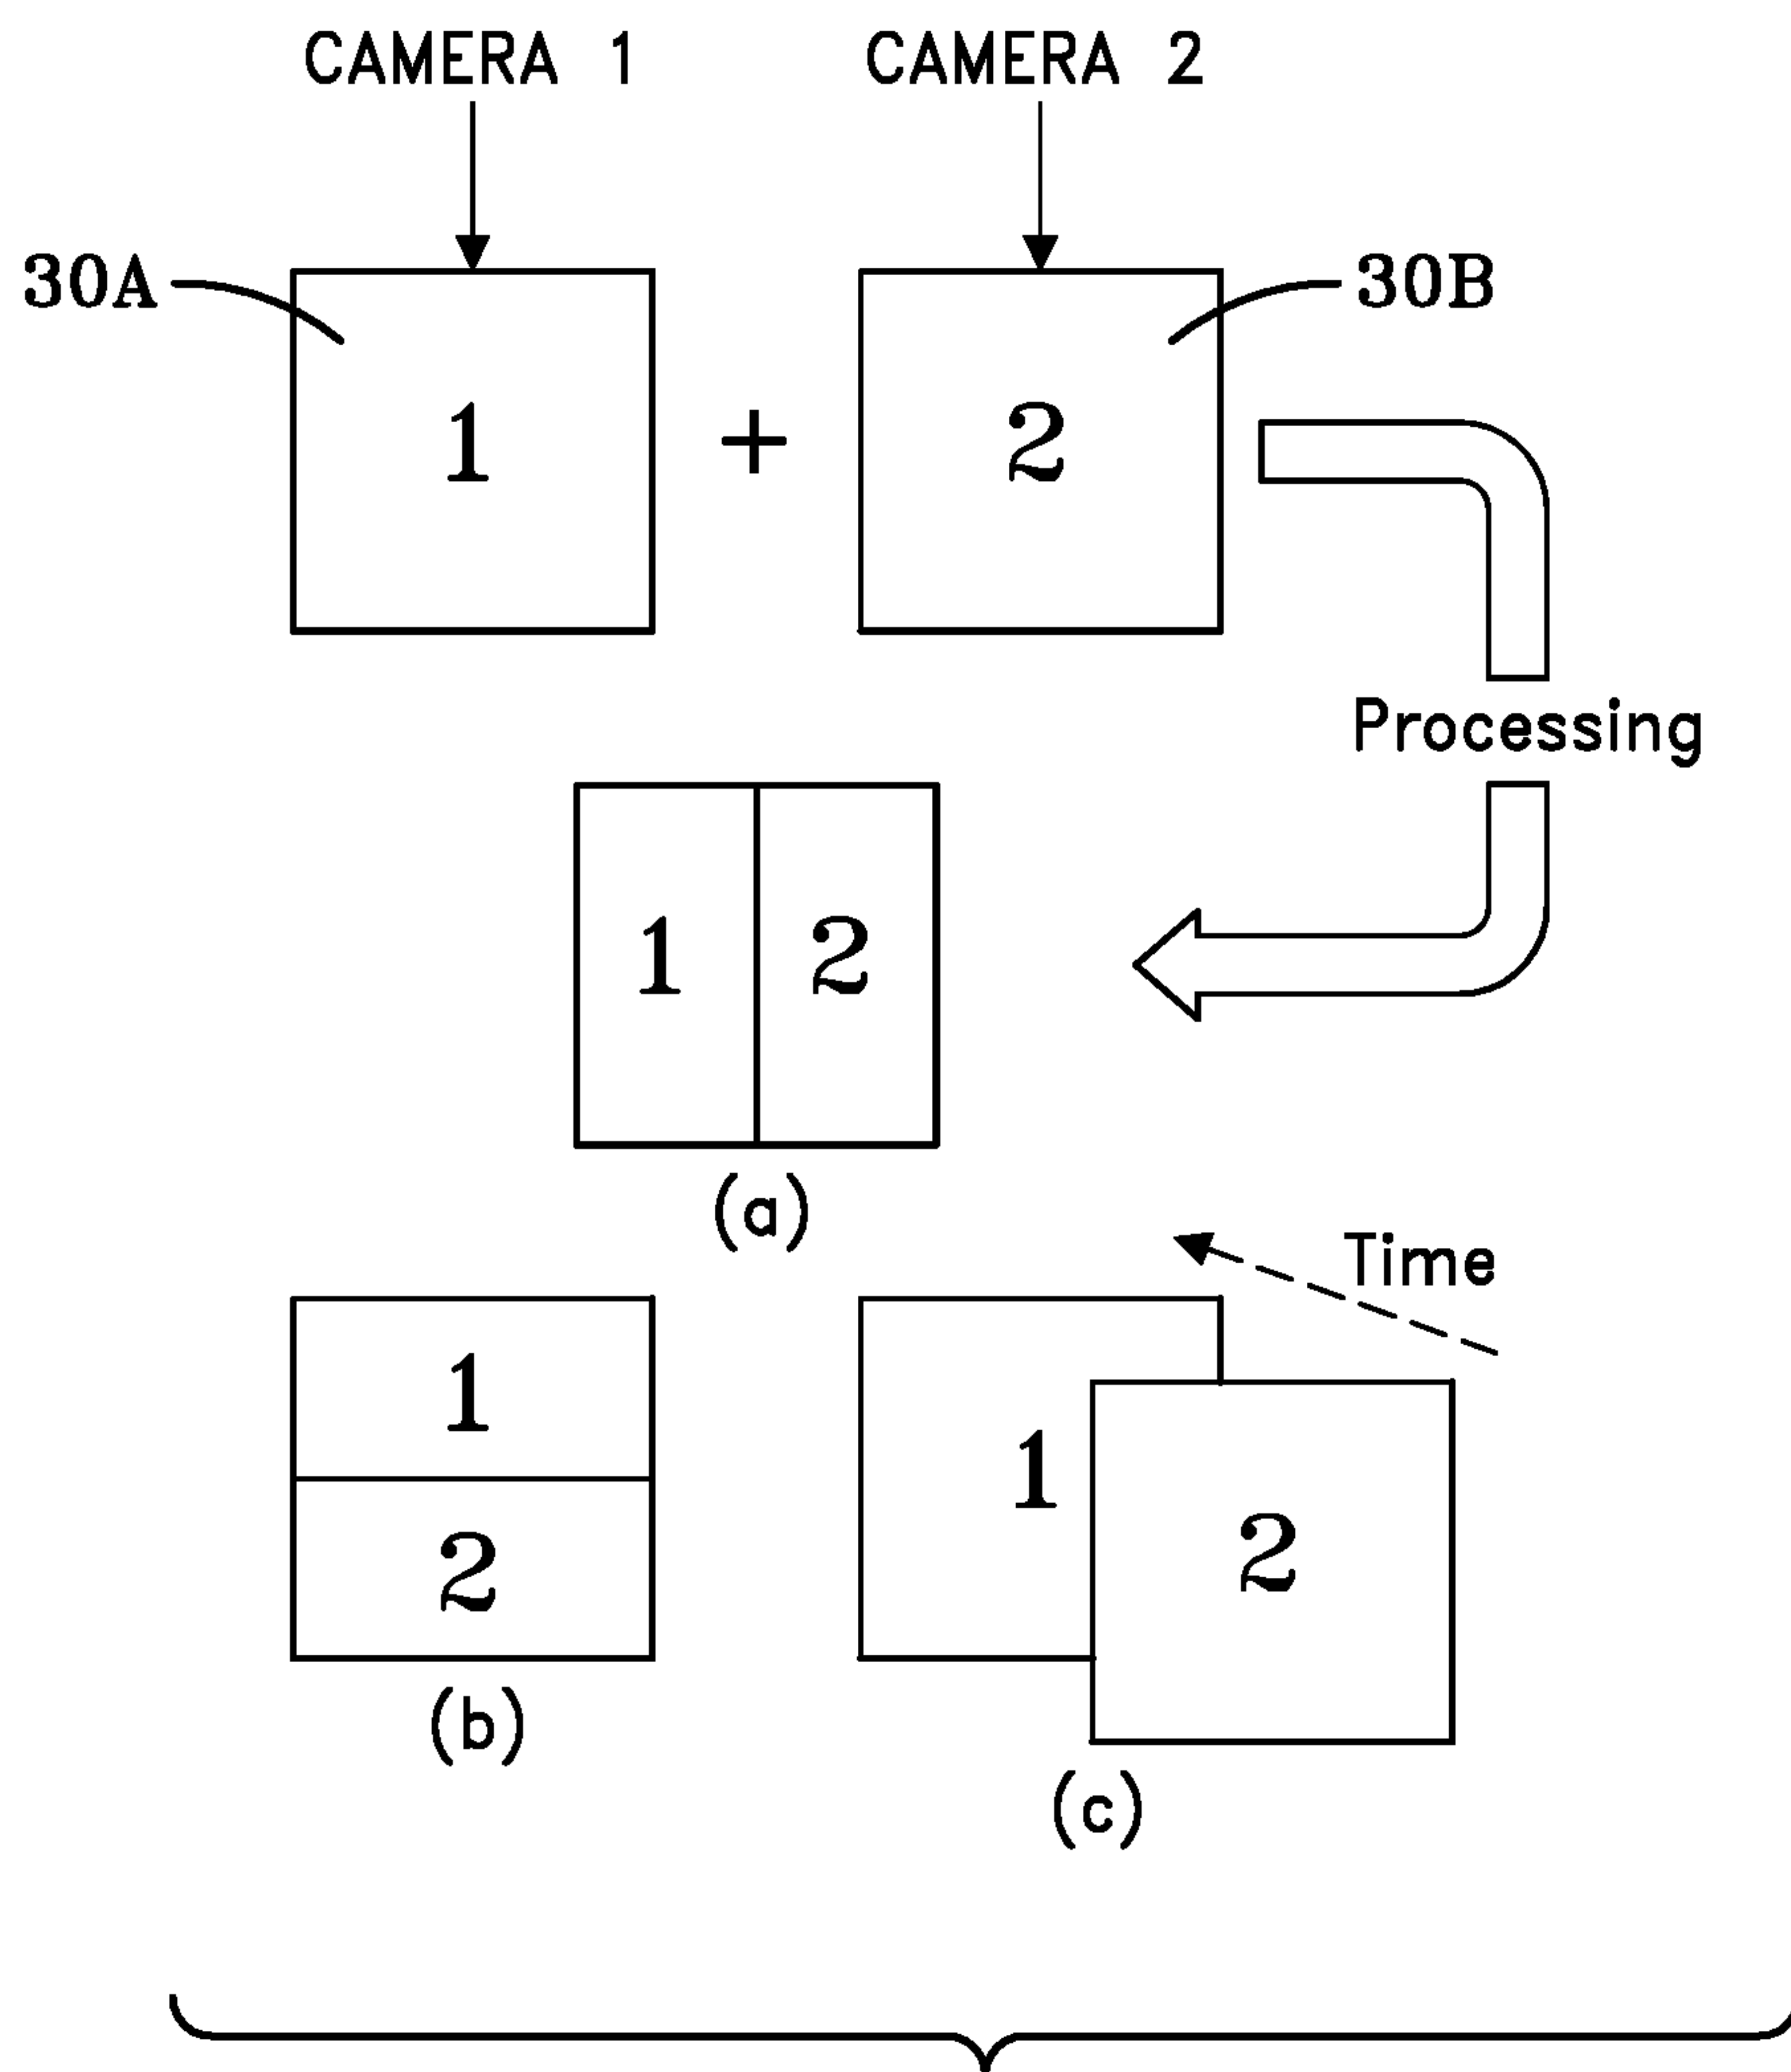 CAMERA 1 CAMERA 2
30A 30B
1 + 2
Processing
1 2
(a)
Time
1
1
2
2
(b)
(c)